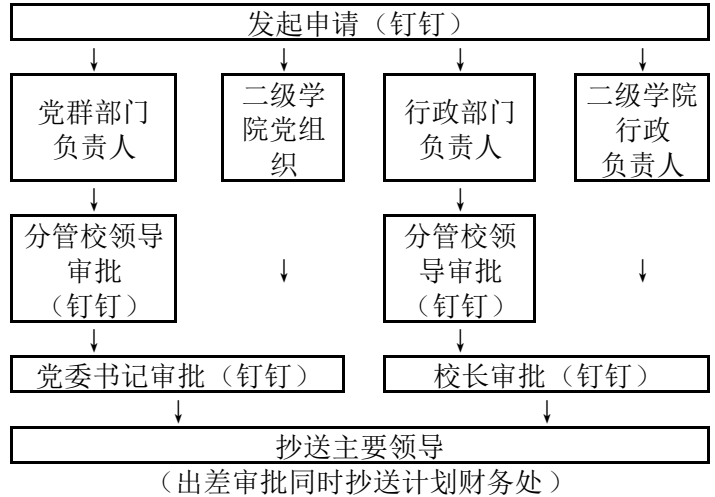 发起申请（钉钉）
党群部门
负责人
二级学
院党组
织
行政部门
负责人
二级学院
行政
负责人
分管校领导
审批
（钉钉）
分管校领
导审批
（钉钉）
党委书记审批（钉钉）
校长审批（钉钉）
抄送主要领导
（出差审批同时抄送计划财务处）